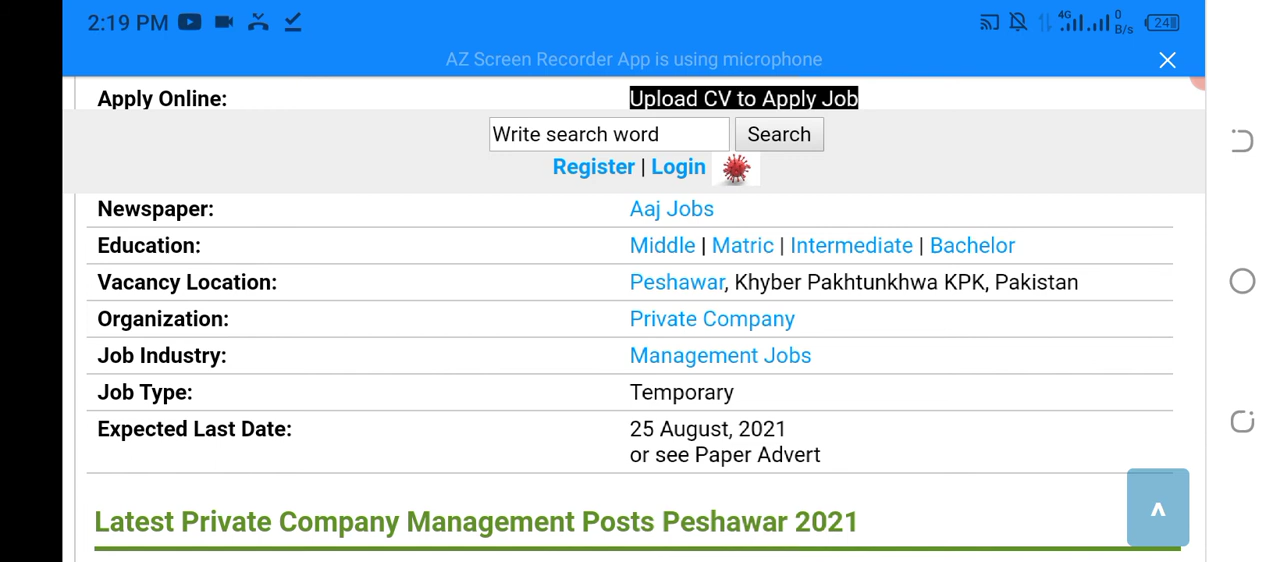 2:19 PM 4G 0 B/s 24
AZ Screen Recorder App is using microphone
Apply Online: Upload CV to Apply Job
Write search word Search
Register | Login
Newspaper: Aaj Jobs
Education: Middle | Matric | Intermediate | Bachelor
Vacancy Location: Peshawar, Khyber Pakhtunkhwa KPK, Pakistan
Organization: Private Company
Job Industry: Management Jobs
Job Type: Temporary
Expected Last Date: 25 August, 2021
or see Paper Advert
Latest Private Company Management Posts Peshawar 2021